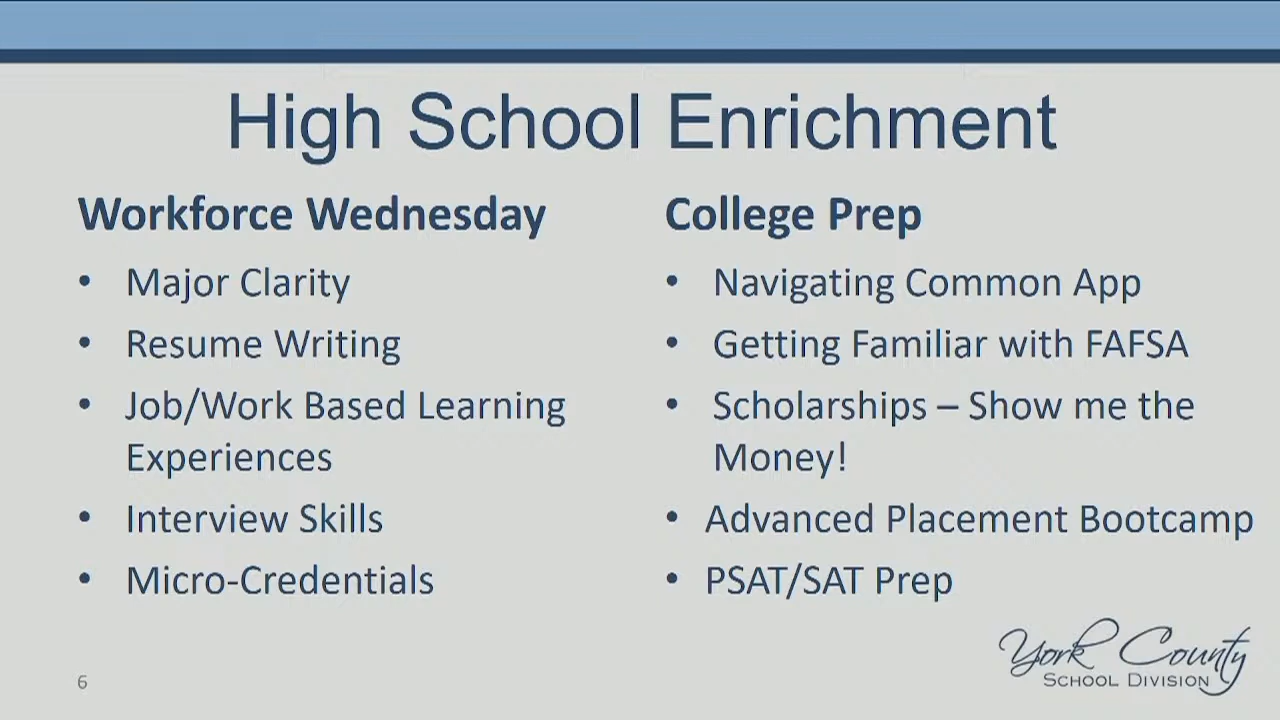 High School Enrichment
Workforce Wednesday
• Major Clarity
• Resume Writing
• Job/Work Based Learning
Experiences
• Interview Skills
• Micro-Credentials
College Prep
• Navigating Common App
• Getting Familiar with FAFSA
• Scholarships – Show me the
Money!
• Advanced Placement Bootcamp
• PSAT/SAT Prep
6
York County
SCHOOL DIVISION